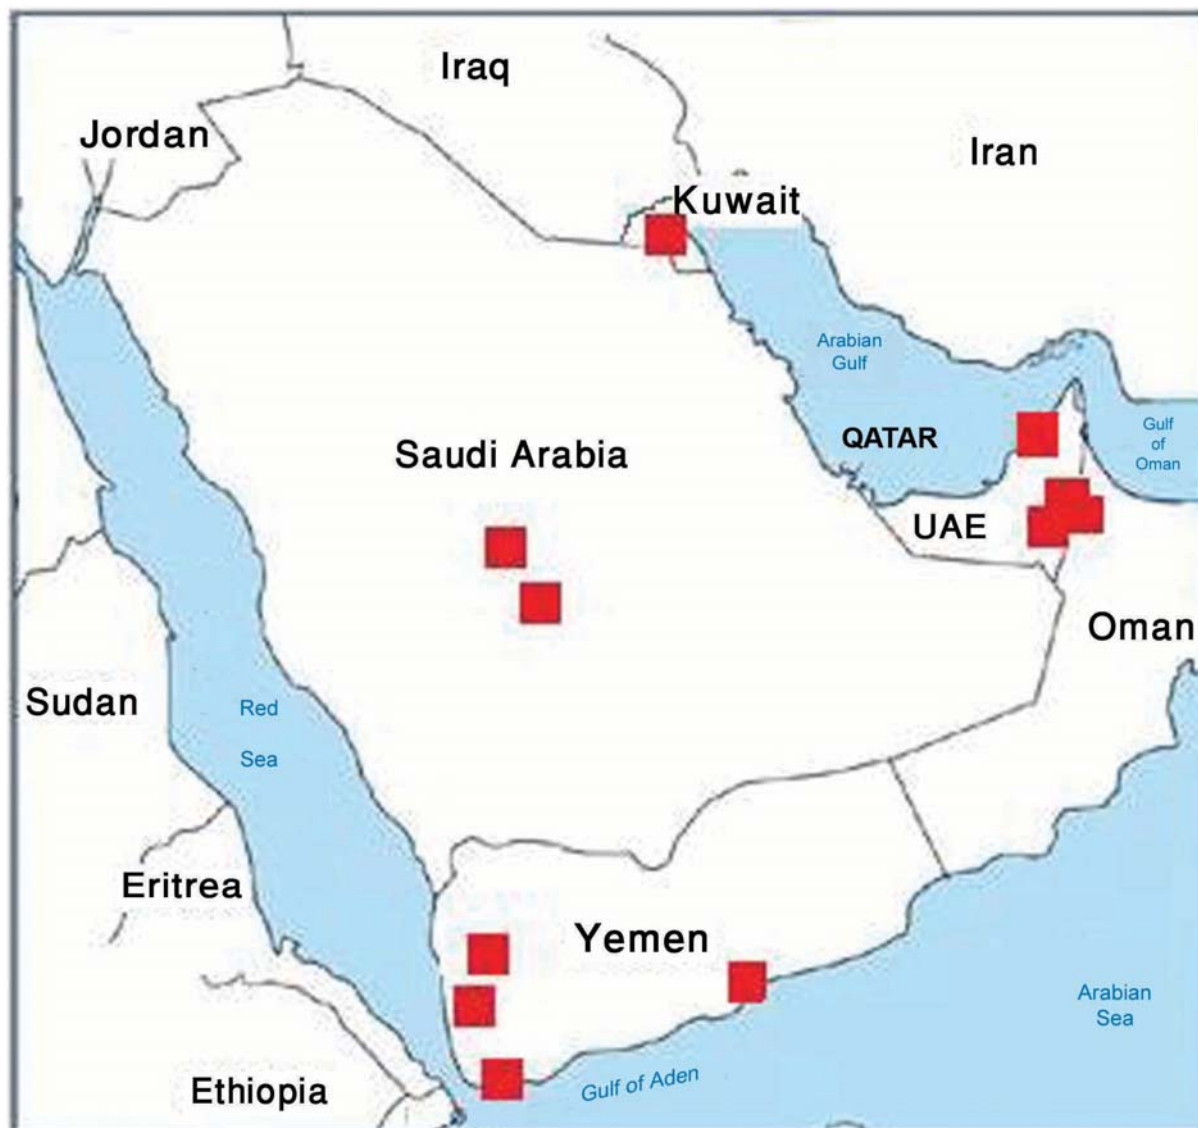 Iraq
Jordan
Iran
Kuwait
Arabian
Gulf
QATAR
Gulf
of
Oman
Saudi Arabia
UAE
Oman
Sudan
Red
Sea
Eritrea
Yemen
Arabian
Sea
Ethiopia
Gulf of Aden